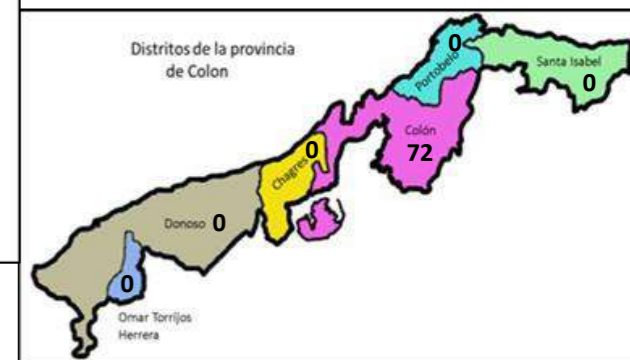 Distritos de la provincia
de Colon
0
Portobelo
Santa Isabel
0
Colón
72
0
Chagres
Donoso 0
0
Omar Torrijos
Herrera